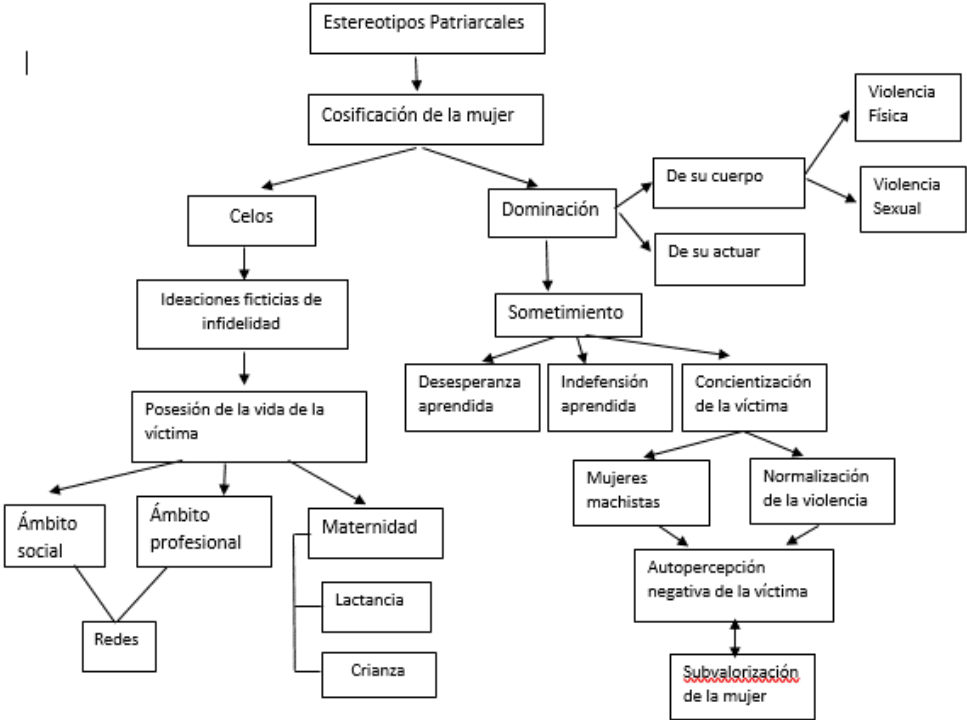 Estereotipos Patriarcales
Cosificación de la mujer
Celos
Dominación
De su cuerpo
De su actuar
Violencia
Física
Violencia
Sexual
Ideaciones ficticias de
infidelidad
Sometimiento
Posesión de la vida de la
víctima
Desesperanza
aprendida
Indefensión
aprendida
Concientización
de la víctima
Ámbito
social
Ámbito
profesional
Maternidad
Lactancia
Crianza
Redes
Mujeres
machistas
Normalización
de la violencia
Autopercepción
negativa de la víctima
Subvalorización
de la mujer